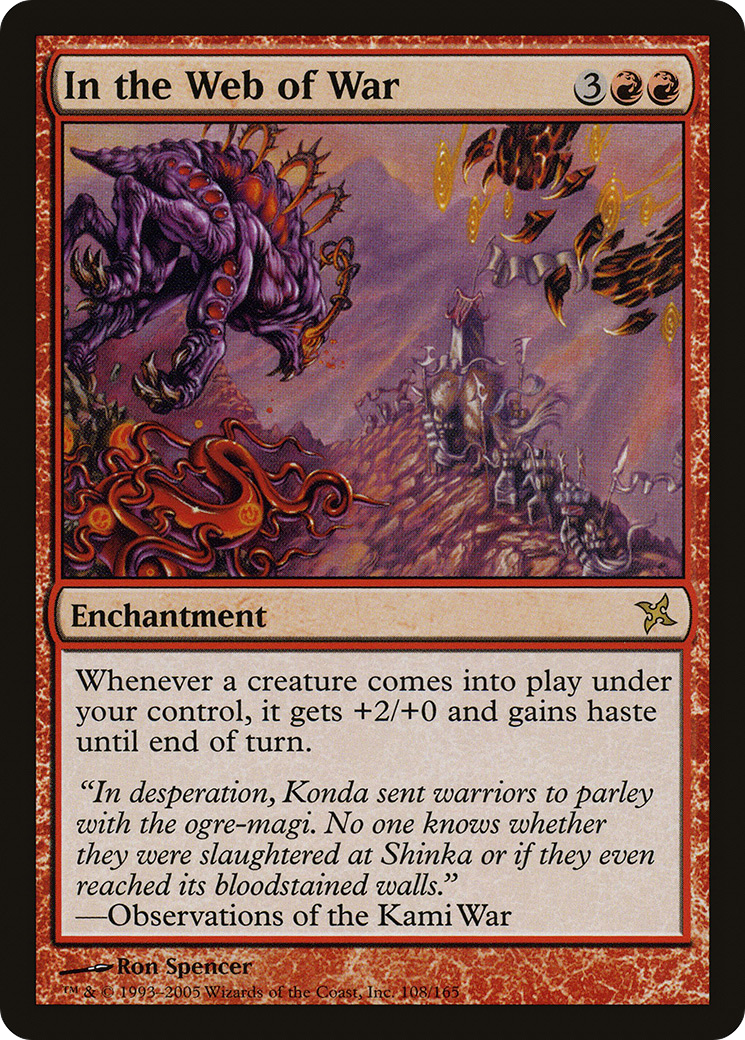 In the Web of War 3
Enchantment
Whenever a creature comes into play under
your control, it gets +2/+0 and gains haste
until end of turn.
“In desperation, Konda sent warriors to parley
with the ogre-magi. No one knows whether
they were slaughtered at Shinka or if they even
reached its bloodstained walls.”
—Observations of the Kami War
Ron Spencer
™ & © 1993–2005 Wizards of the Coast, Inc. 108/165